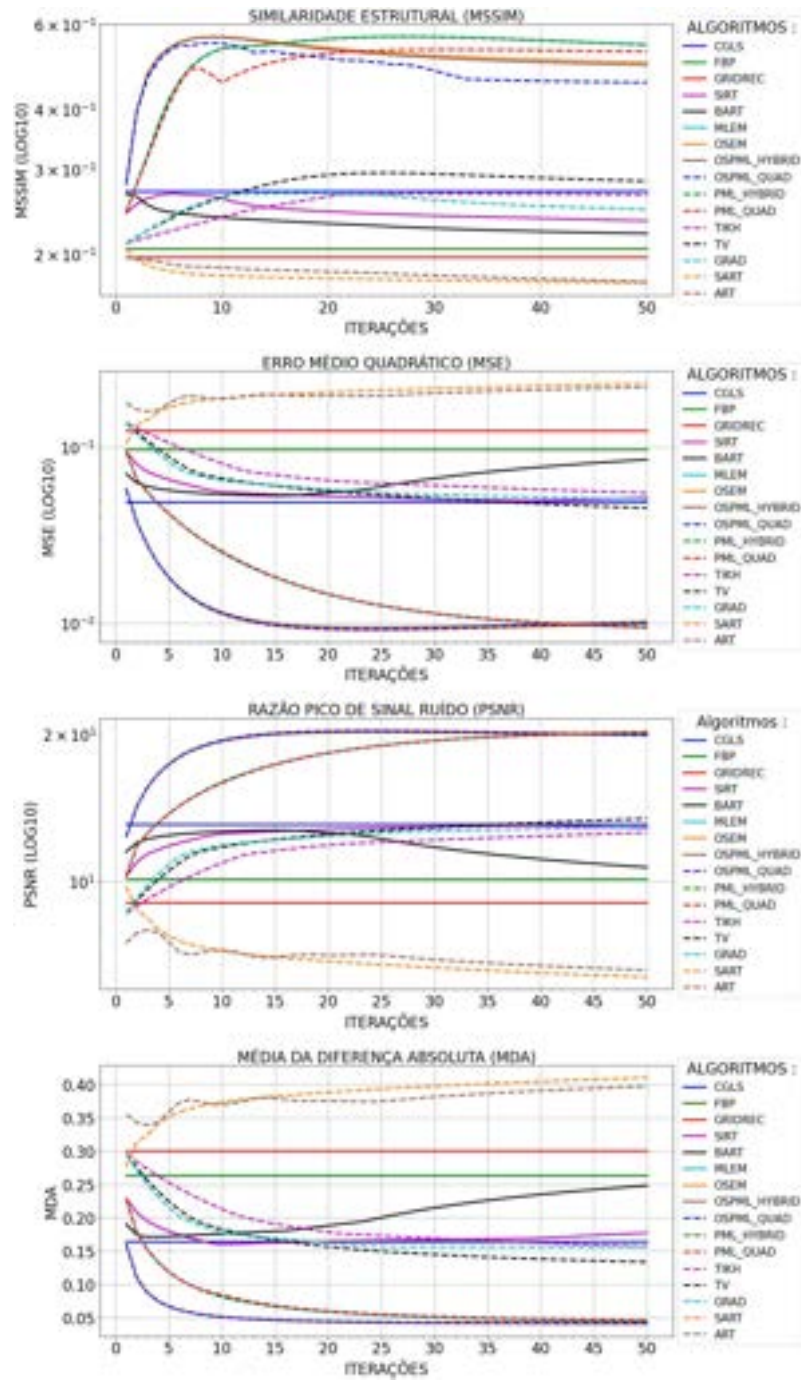 SIMILARIDADE ESTRUTURAL (MSSIM)
MSSIM (LOG10)
6 × 10⁻¹
4 × 10⁻¹
3 × 10⁻¹
2 × 10⁻¹
0 5 10 20 30 40 50
ITERAÇÕES
ALGORITMOS :
CGLS
FBP
GRIDREC
SIRT
BART
MLEM
OSEM
OSPML_HYBRID
OSPML_QUAD
PML_HYBRID
PML_QUAD
TIKH
TV
GRAD
SART
ART
ERRO MÉDIO QUADRÁTICO (MSE)
MSE (LOG10)
10⁻¹
10⁻²
0 5 10 15 20 25 30 35 40 45 50
ITERAÇÕES
ALGORITMOS :
CGLS
FBP
GRIDREC
SIRT
BART
MLEM
OSEM
OSPML_HYBRID
OSPML_QUAD
PML_HYBRID
PML_QUAD
TIKH
TV
GRAD
SART
ART
RAZÃO PICO DE SINAL RUÍDO (PSNR)
PSNR (LOG10)
2 × 10¹
10¹
0 5 10 15 20 25 30 35 40 45 50
ITERAÇÕES
Algoritmos :
CGLS
FBP
GRIDREC
SIRT
BART
MLEM
OSEM
OSPML_HYBRID
OSPML_QUAD
PML_HYBRID
PML_QUAD
TIKH
TV
GRAD
SART
ART
MÉDIA DA DIFERENÇA ABSOLUTA (MDA)
MDA
0.40
0.35
0.30
0.25
0.20
0.15
0.10
0.05
0 5 10 15 20 25 30 35 40 45 50
ITERAÇÕES
ALGORITMOS :
CGLS
FBP
GRIDREC
SIRT
BART
MLEM
OSEM
OSPML_HYBRID
OSPML_QUAD
PML_HYBRID
PML_QUAD
TIKH
TV
GRAD
SART
ART